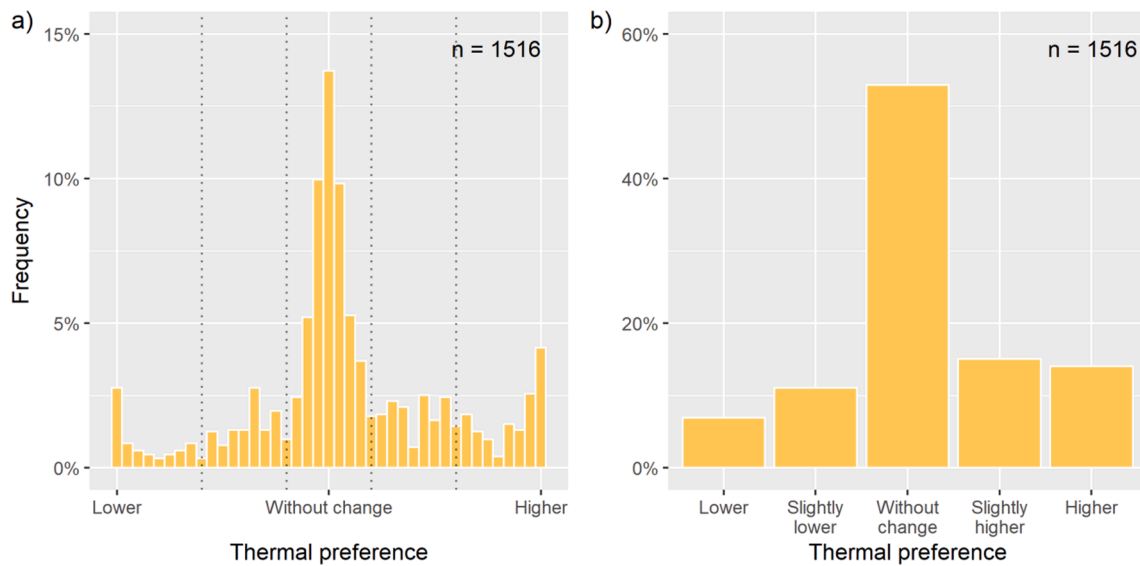 a)
n = 1516
15%
10%
5%
0%
Frequency
Lower
Without change
Higher
Thermal preference
b)
n = 1516
60%
40%
20%
0%
Lower
Slightly
lower
Without
change
Slightly
higher
Higher
Thermal preference